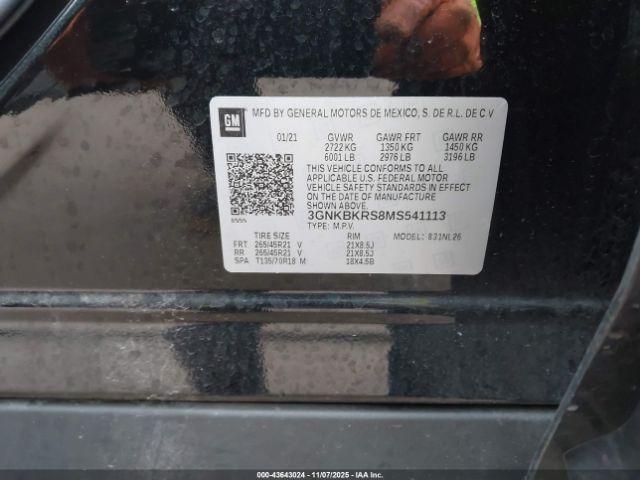 GM
MFD BY GENERAL MOTORS DE MEXICO, S. DE R.L. DE C V
01/21 GVWR GAWR FRT GAWR RR
2722 KG 1350 KG 1450 KG
6001 LB 2976 LB 3196 LB
THIS VEHICLE CONFORMS TO ALL
APPLICABLE U.S. FEDERAL MOTOR
VEHICLE SAFETY STANDARDS IN EFFECT
ON THE DATE OF MANUFACTURE
SHOWN ABOVE.
3GNKBKRS8MS541113
TYPE: M.P.V.
TIRE SIZE RIM MODEL: 831NL26
FRT 265/45R21 V 21X8.5J
RR 265/45R21 V 21X8.5J
SPA T135/70R18 M 18X4.5B
000-43643024 | 11/07/2025 - IAAI.com